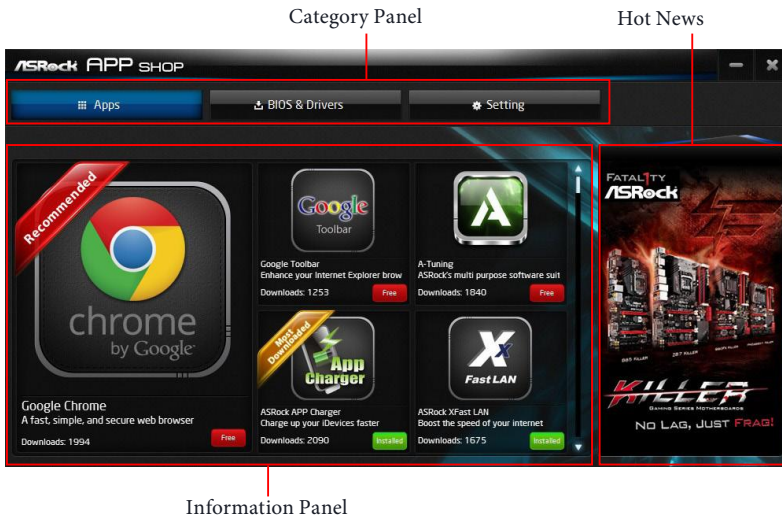 Category Panel
Hot News
ASRock APP SHOP
Apps
BIOS & Drivers
Setting
Recommended
chrome
by Google
Google Chrome
A fast, simple, and secure web browser
Downloads: 1994
Free
Google
Toolbar
Google Toolbar
Enhance your Internet Explorer brow
Downloads: 1253
Free
A
A-Tuning
ASRock's multi purpose software suit
Downloads: 1840
Free
Most
Downloaded
App
Charger
ASRock APP Charger
Charge up your iDevices faster
Downloads: 2090
Installed
X
Fast LAN
ASRock XFast LAN
Boost the speed of your internet
Downloads: 1675
Installed
FATAL1TY
ASRock
B85 KILLER
Z87 KILLER
KILLER
GAMING SERIES MOTHERBOARDS
NO LAG, JUST FRAG!
Information Panel